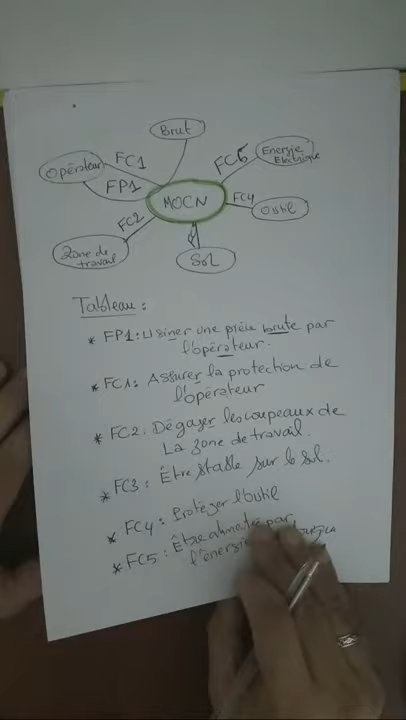 Brut
Opérateur
FC1
FP1
FC5
Energie
Electrique
MOCN
FC4
Outil
FC2
Zone de
travail
Sol
Tableau :
* FP1: Usiner une pièce brute par
l'opérateur.
* FC1: Assurer la protection de
l'opérateur
* FC2: Dégager les coupeaux de
La zone de travail.
* FC3: Être stable sur le sol.
* FC4: Protéger l'outil
* FC5: Être par
l'énergie